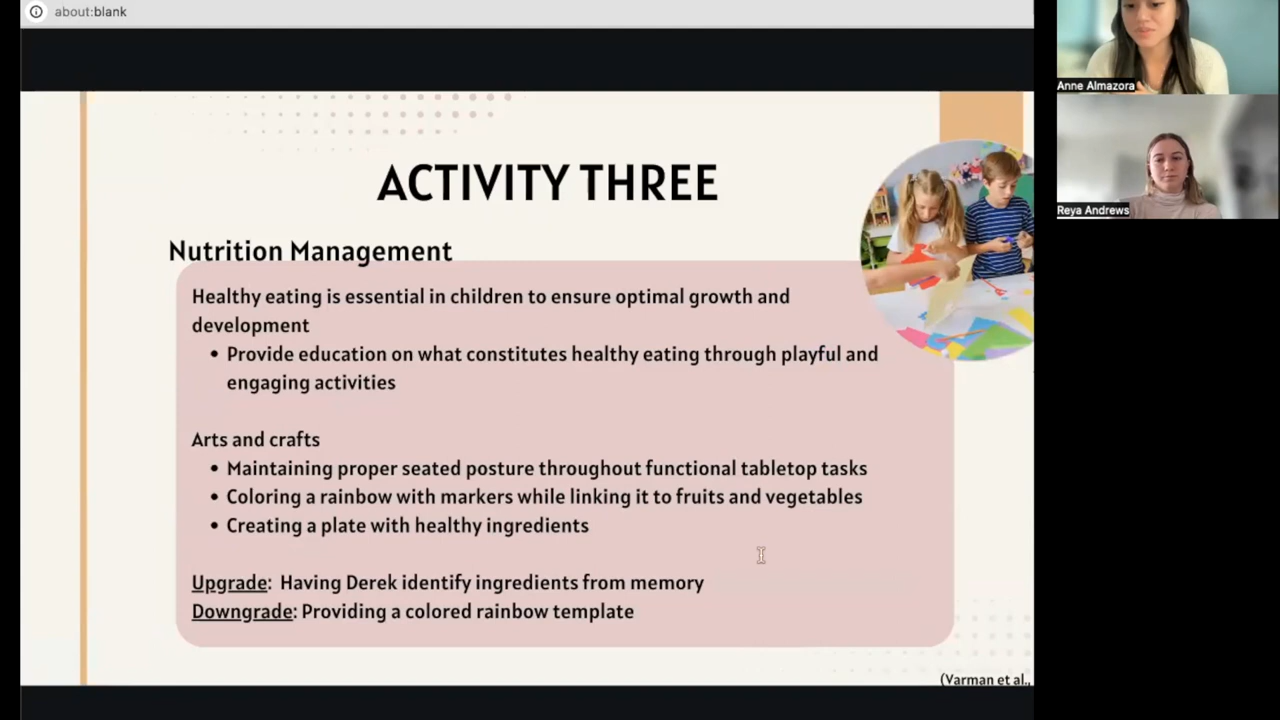 about:blank
ACTIVITY THREE
Nutrition Management
Healthy eating is essential in children to ensure optimal growth and
development
• Provide education on what constitutes healthy eating through playful and
engaging activities
Arts and crafts
• Maintaining proper seated posture throughout functional tabletop tasks
• Coloring a rainbow with markers while linking it to fruits and vegetables
• Creating a plate with healthy ingredients
Upgrade: Having Derek identify ingredients from memory
Downgrade: Providing a colored rainbow template
(Varman et al.,
Anne Almazora
Reya Andrews